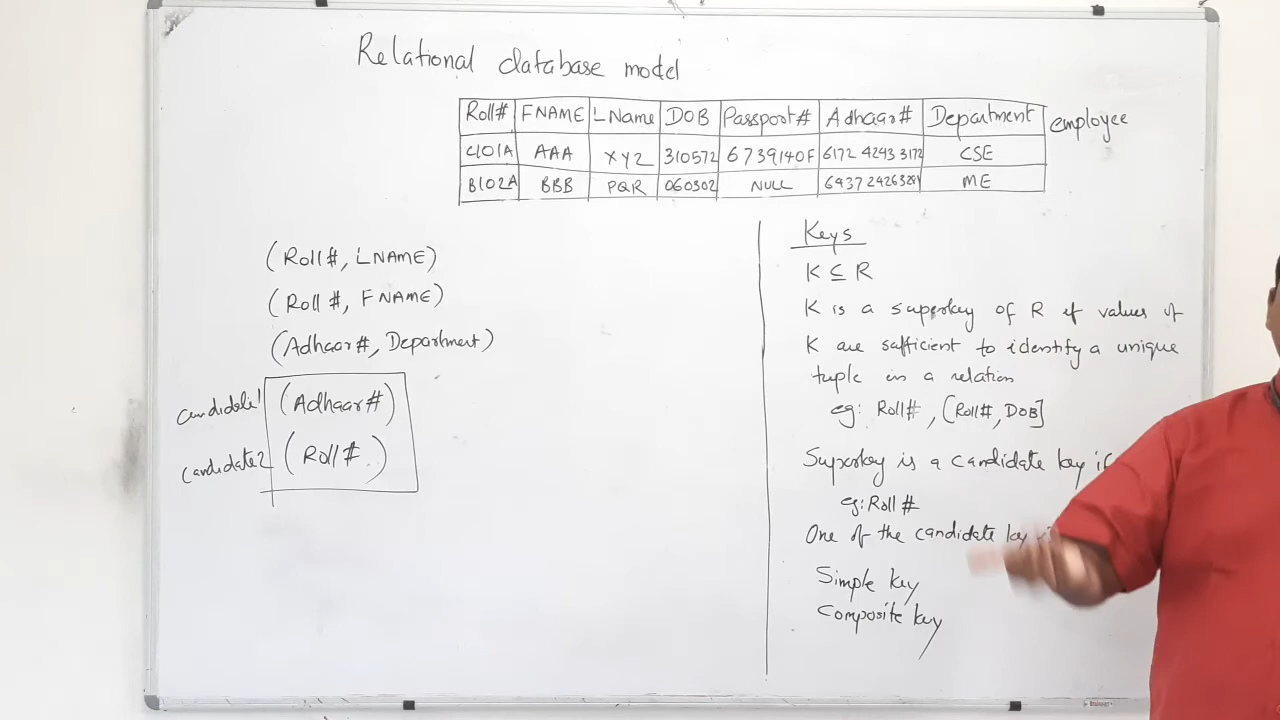 Relational database model
Roll# FNAME LName DOB Passport# Adhaar# Department employee
C101A AAA XYZ 310572 6739140F 6172 4243 3172 CSE
B102A BBB PQR 060302 NULL ME
(Roll#, LNAME)
(Roll #, FNAME)
(Adhaar#, Department)
candidate1 (Adhaar#)
candidate2 (Roll#.)
Keys
K ⊆ R
K is a superkey of R if values of
K are sufficient to identify a unique
tuple in a relation
eg: Roll#, [Roll#, DOB]
Superkey is a candidate key if
eg: Roll #
One of the candidate key is
Simple key
Composite key